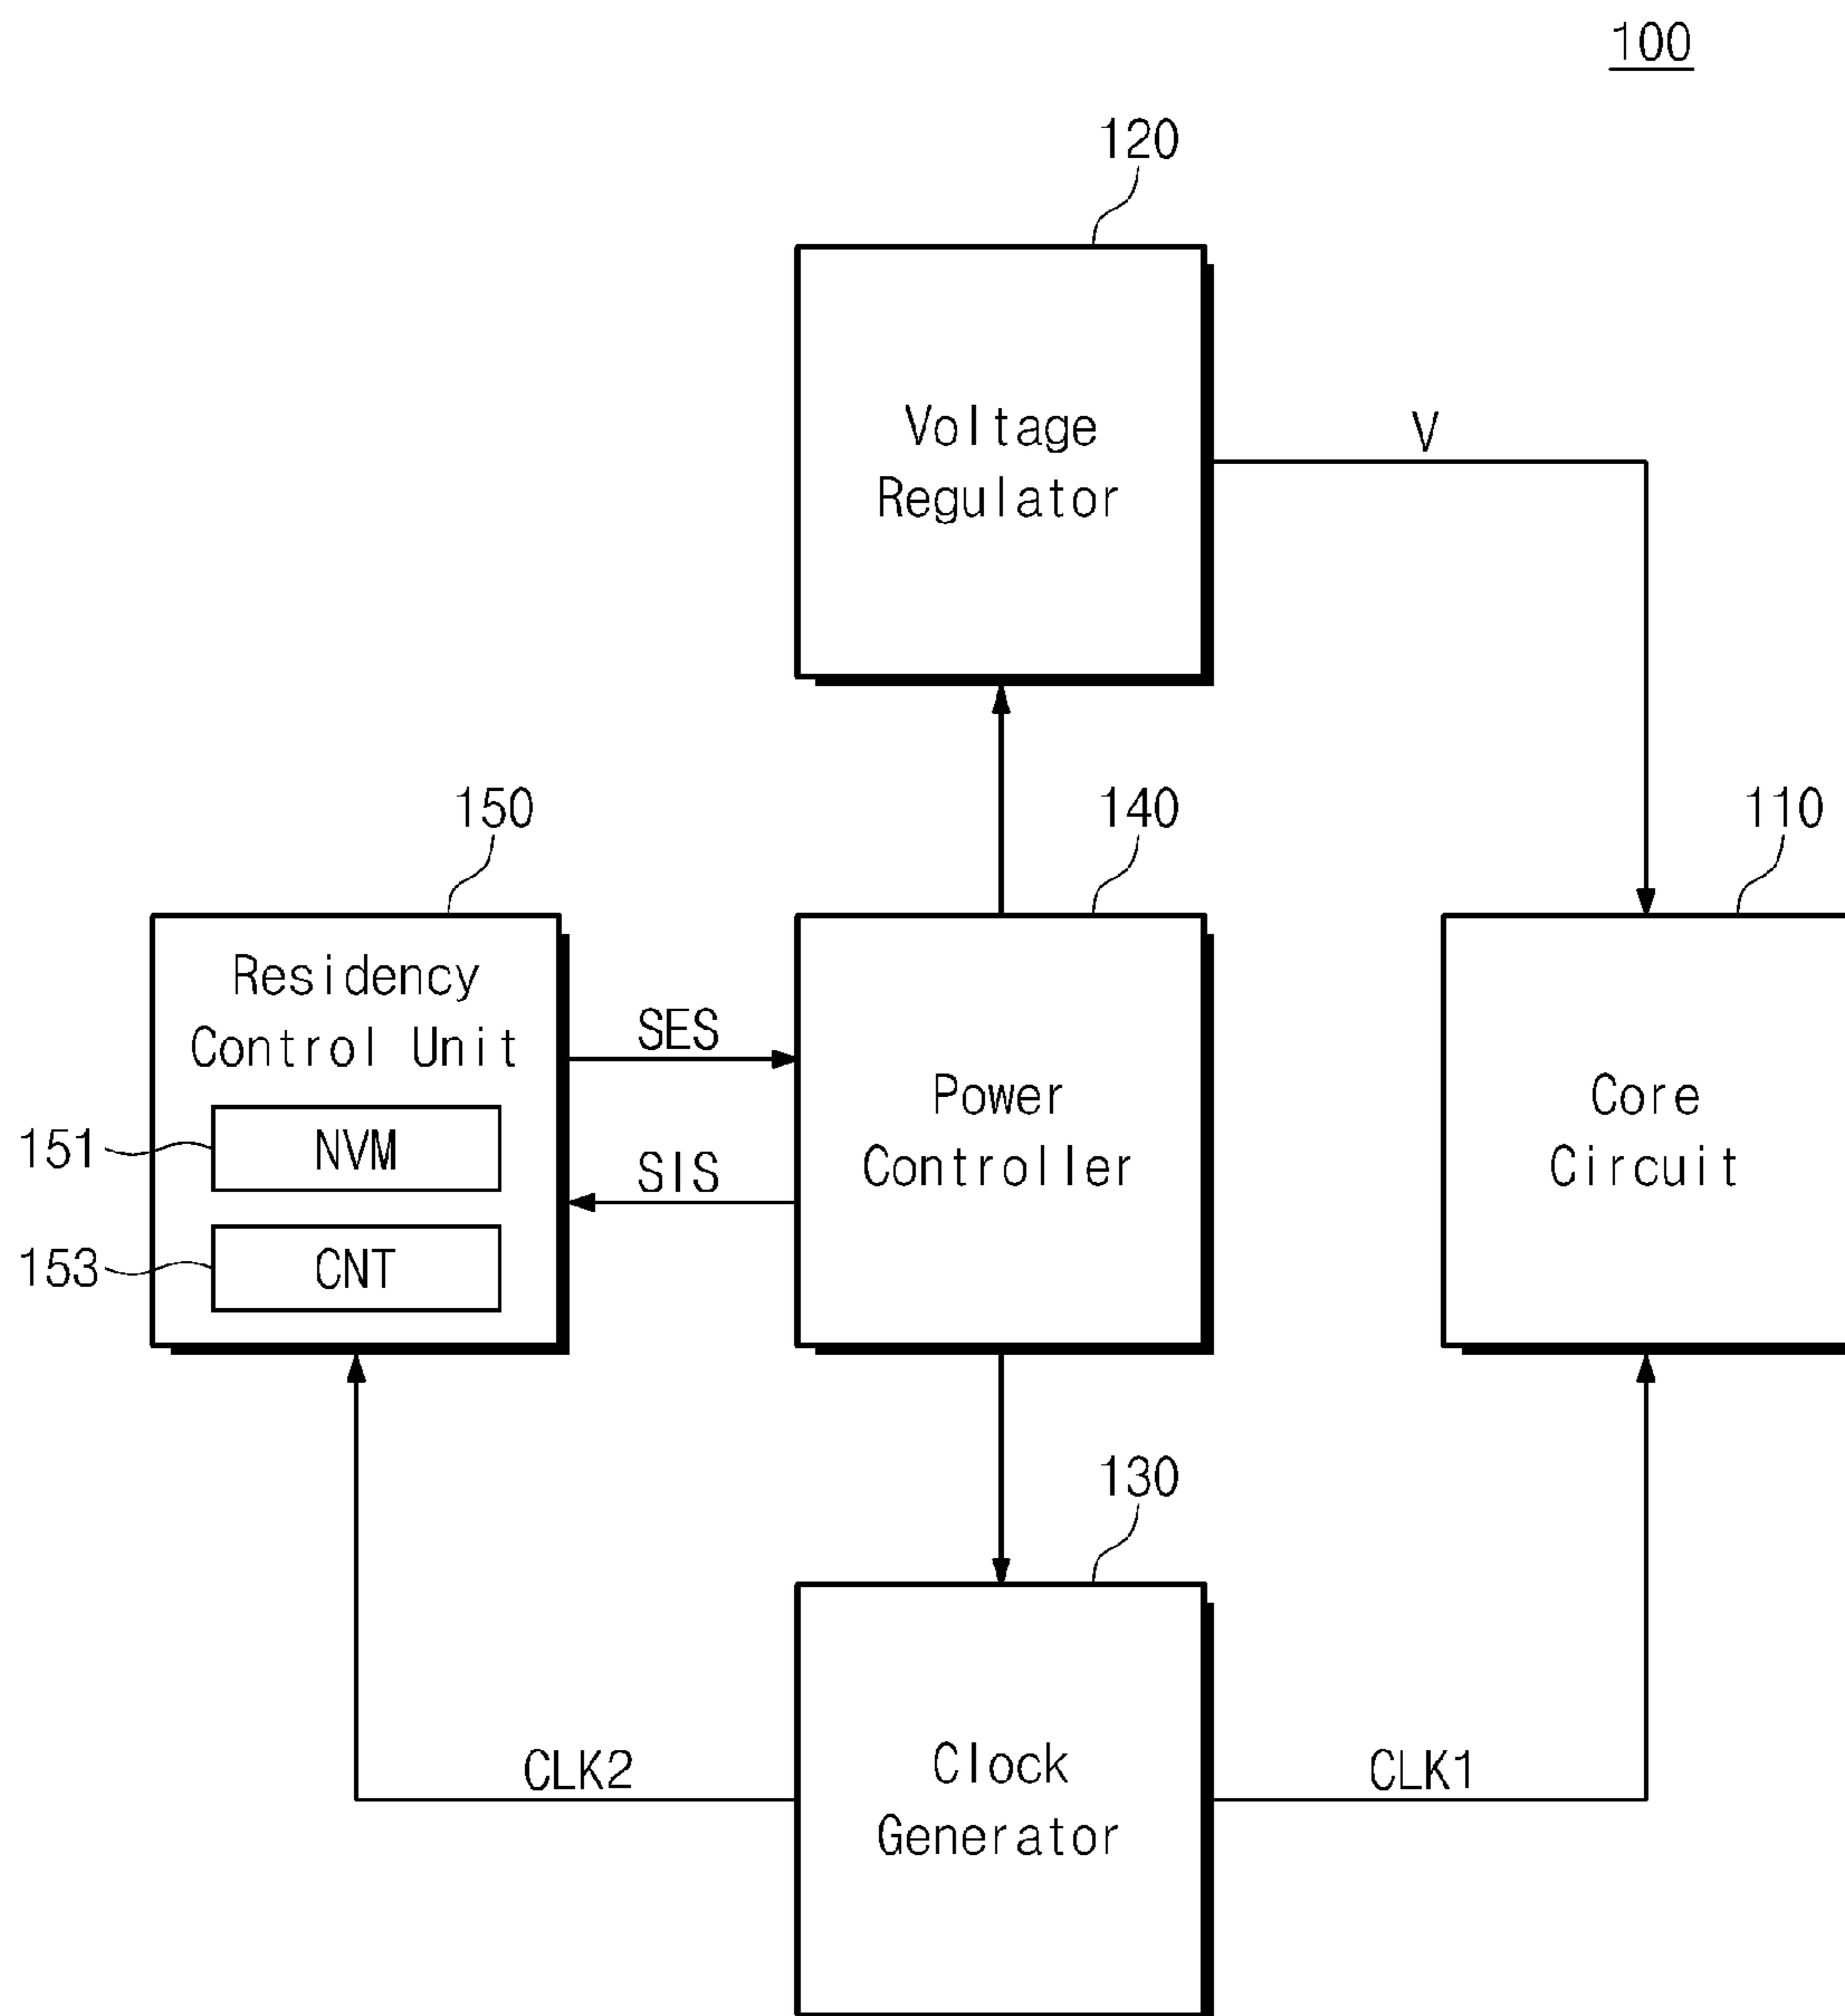 100
120
Voltage
Regulator
V
150
140
110
Residency
Control Unit
SES
Power
Controller
Core
Circuit
151
NVM
SIS
153
CNT
130
CLK2
Clock
Generator
CLK1